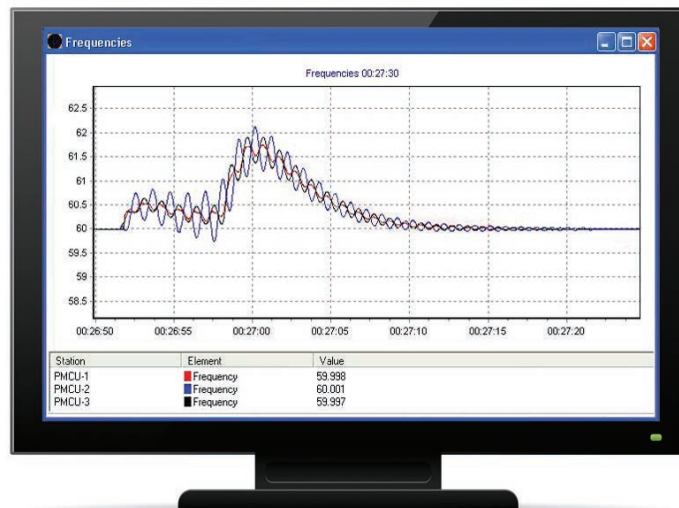 Frequencies
Frequencies 00:27:30
62.5
62
61.5
61
60.5
60
59.5
59
58.5
00:26:50 00:26:55 00:27:00 00:27:05 00:27:10 00:27:15 00:27:20
Station Element Value
PMCU-1 Frequency 59.998
PMCU-2 Frequency 60.001
PMCU-3 Frequency 59.997